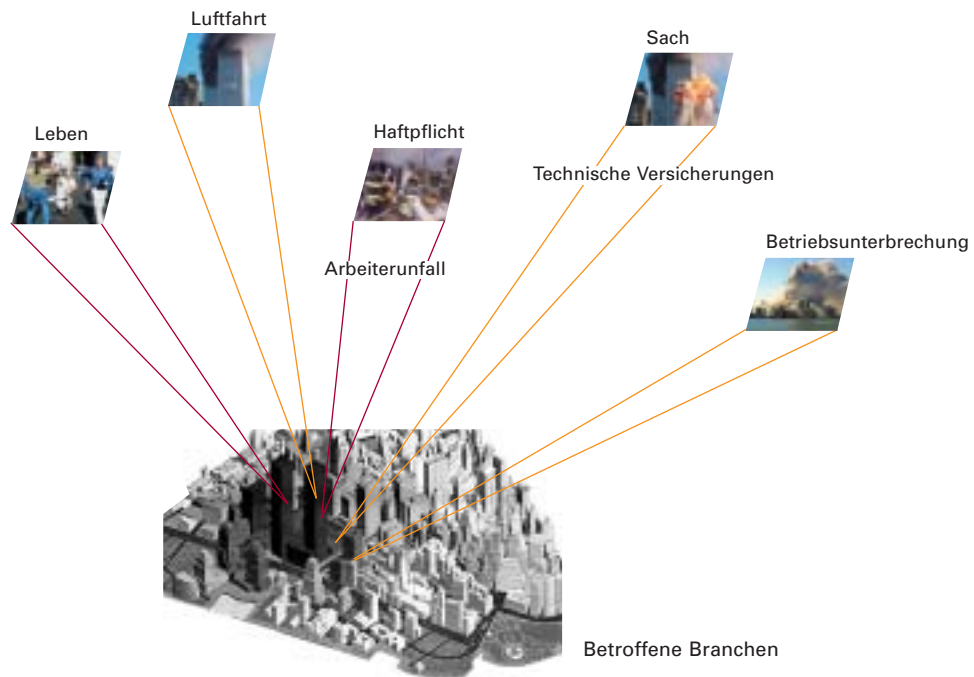 Luftfahrt
Sach
Leben
Haftpflicht
Technische Versicherungen
Betriebsunterbrechung
Arbeiterunfall
Betroffene Branchen